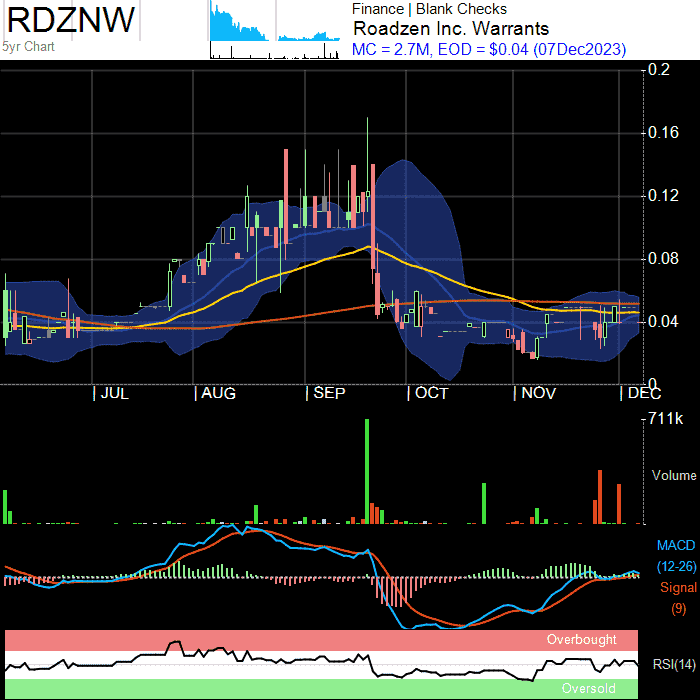 RDZNW
5yr Chart
Finance | Blank Checks
Roadzen Inc. Warrants
MC = 2.7M, EOD = $0.04 (07Dec2023)
0.2
0.16
0.12
0.08
0.04
0
JUL AUG SEP OCT NOV DEC
711k
Volume
MACD
(12-26)
Signal
(9)
Overbought
RSI(14)
Oversold